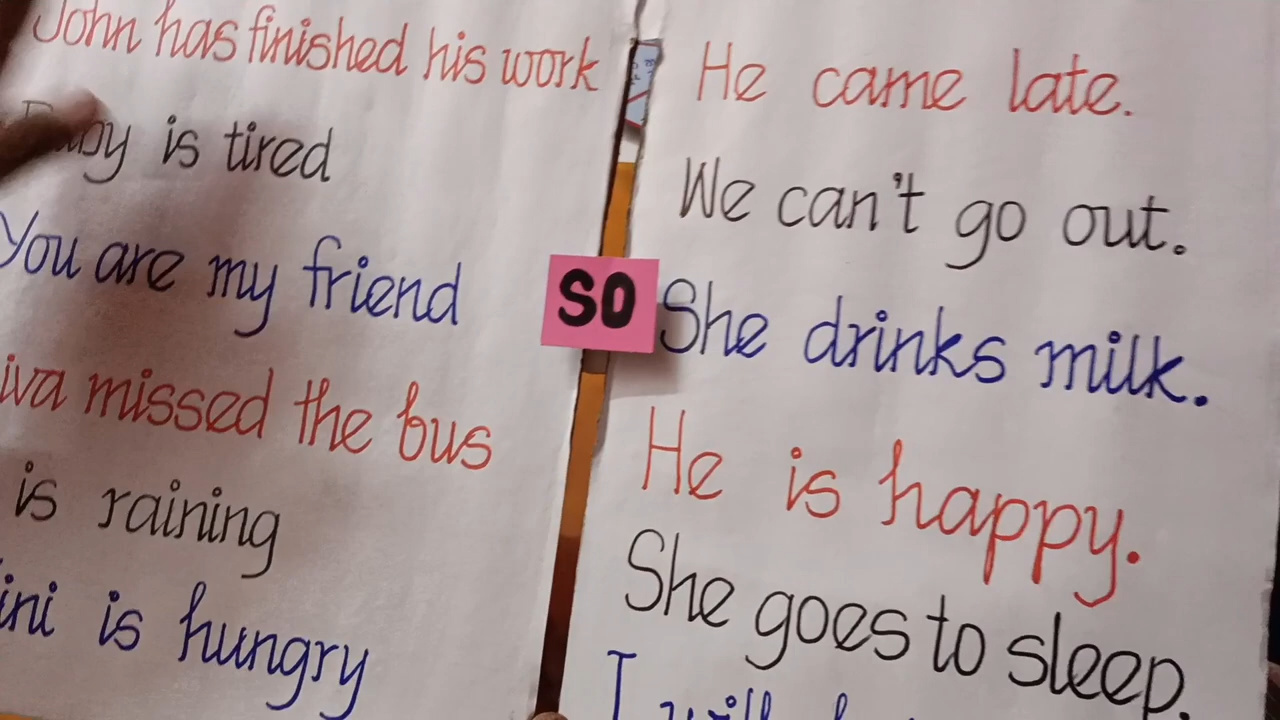 John has finished his work
is tired
You are my friend
missed the bus
is raining
is hungry
SO
He came late.
We can't go out.
She drinks milk.
He is happy.
She goes to sleep.
I will